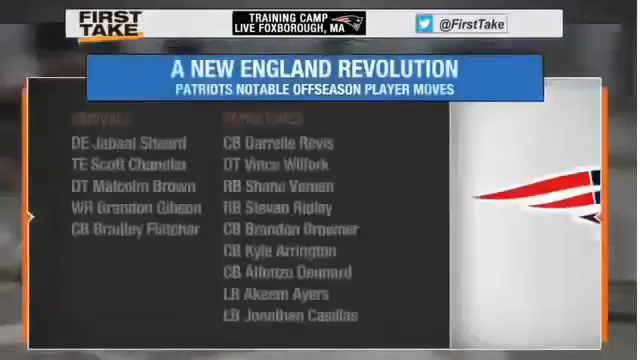 FIRST TAKE
TRAINING CAMP
LIVE FOXBOROUGH, MA
@FirstTake
A NEW ENGLAND REVOLUTION
PATRIOTS NOTABLE OFFSEASON PLAYER MOVES
ARRIVALS
DE Jabaal Sheard
TE Scott Chandler
DT Malcolm Brown
WR Brandon Gibson
CB Bradley Fletcher
DEPARTURES
CB Darrelle Revis
DT Vince Wilfork
RB Shane Vereen
RB Stevan Ridley
CB Brandon Browner
CB Kyle Arrington
CB Alfonzo Dennard
LB Akeem Ayers
LB Jonathan Casillas